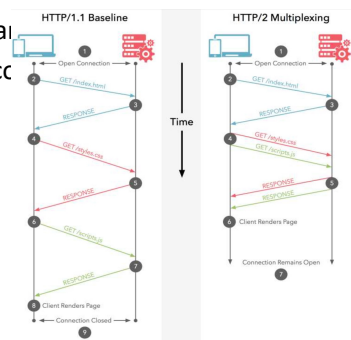 HTTP/1.1 Baseline
1
Open Connection
2
GET /index.html
3
RESPONSE
4
GET /styles.css
5
RESPONSE
6
GET /scripts.js
7
RESPONSE
8 Client Renders Page
Connection Closed
9
Time
HTTP/2 Multiplexing
1
Open Connection
2
GET /index.html
3
RESPONSE
4
GET /styles.css
GET /scripts.js
5
RESPONSE
RESPONSE
6 Client Renders Page
Connection Remains Open
7